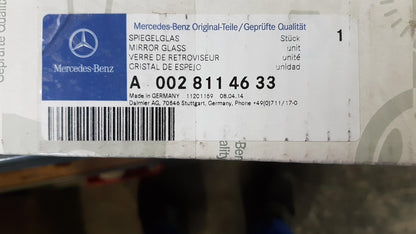 Mercedes-Benz Original-Teile/Geprüfte Qualität
SPIEGELGLAS Stück 1
MIRROR GLASS unit
VERRE DE RETROVISEUR unité
CRISTAL DE ESPEJO unidad
Mercedes-Benz
A 002 811 46 33
Made in GERMANY 11201169 08.04.14
Daimler AG, 70546 Stuttgart, Germany, Phone +49(0)711/17-0